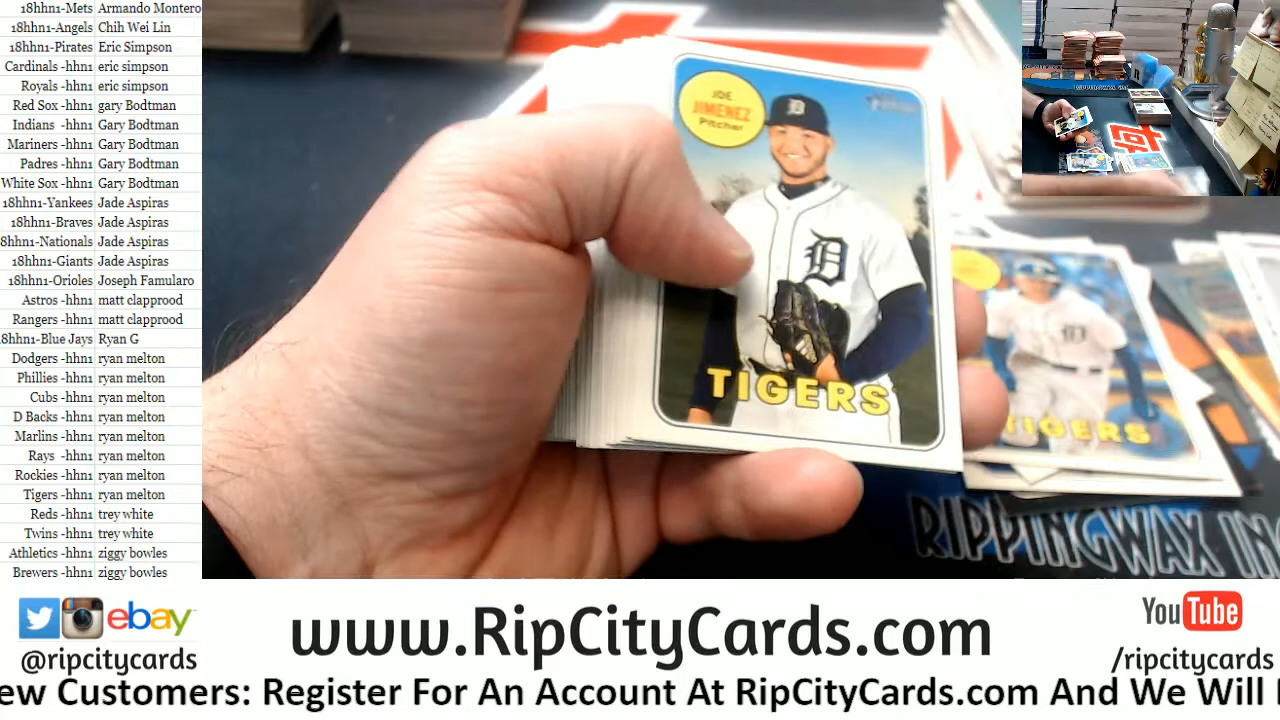 18hhn1-Mets Armando Montero
18hhn1-Angels Chih Wei Lin
18hhn1-Pirates Eric Simpson
Cardinals -hhn1 eric simpson
Royals -hhn1 eric simpson
Red Sox -hhn1 gary Bodtman
Indians -hhn1 Gary Bodtman
Mariners -hhn1 Gary Bodtman
Padres -hhn1 Gary Bodtman
White Sox -hhn1 Gary Bodtman
18hhn1-Yankees Jade Aspiras
18hhn1-Braves Jade Aspiras
8hhn1-Nationals Jade Aspiras
18hhn1-Giants Jade Aspiras
18hhn1-Orioles Joseph Famularo
Astros -hhn1 matt clapprood
Rangers -hhn1 matt clapprood
8hhn1-Blue Jays Ryan G
Dodgers -hhn1 ryan melton
Phillies -hhn1 ryan melton
Cubs -hhn1 ryan melton
D Backs -hhn1 ryan melton
Marlins -hhn1 ryan melton
Rays -hhn1 ryan melton
Rockies -hhn1 ryan melton
Tigers -hhn1 ryan melton
Reds -hhn1 trey white
Twins -hhn1 trey white
Athletics -hhn1 ziggy bowles
Brewers -hhn1 ziggy bowles
JOE
JIMENEZ
Pitcher
D
TIGERS
TIGERS
RIPPINGWAX IN
ebay
@ripcitycards
www.RipCityCards.com
YouTube
/ripcitycards
ew Customers: Register For An Account At RipCityCards.com And We Will